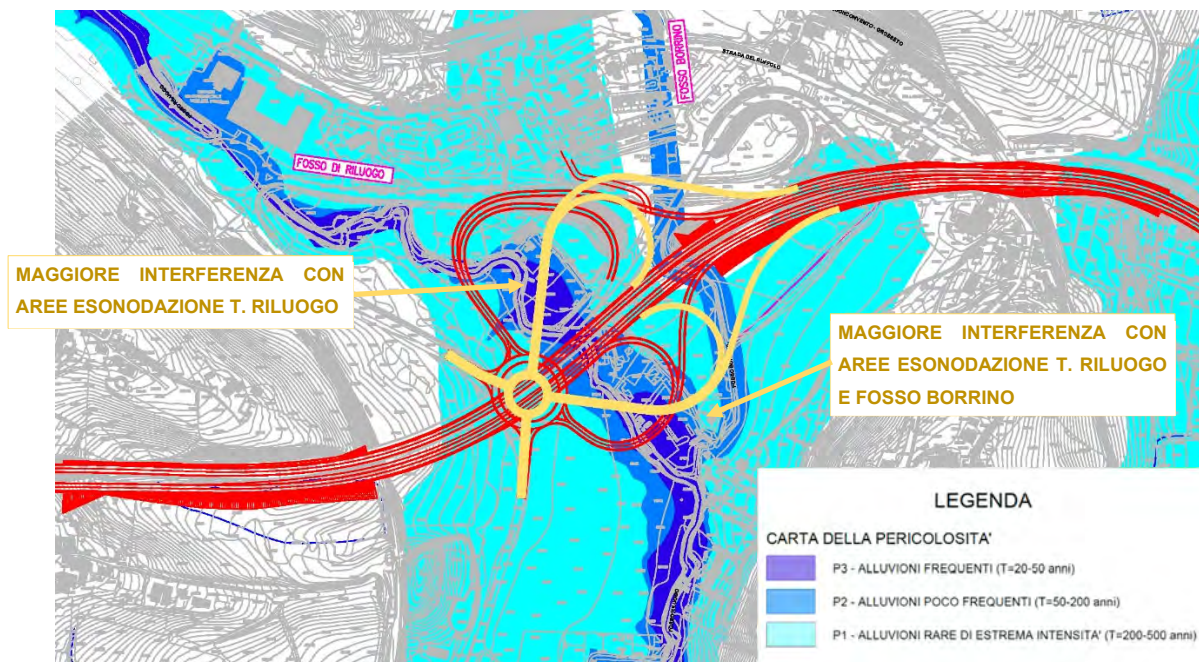 FOSSO BORRINO
STRADA DEL RUFFOLO
FOSSO DI RILUOGO
MAGGIORE INTERFERENZA CON
AREE ESONODAZIONE T. RILUOGO
MAGGIORE INTERFERENZA CON
AREE ESONODAZIONE T. RILUOGO
E FOSSO BORRINO
LEGENDA
CARTA DELLA PERICOLOSITA'
P3 - ALLUVIONI FREQUENTI (T=20-50 anni)
P2 - ALLUVIONI POCO FREQUENTI (T=50-200 anni)
P1 - ALLUVIONI RARE DI ESTREMA INTENSITA' (T=200-500 anni)